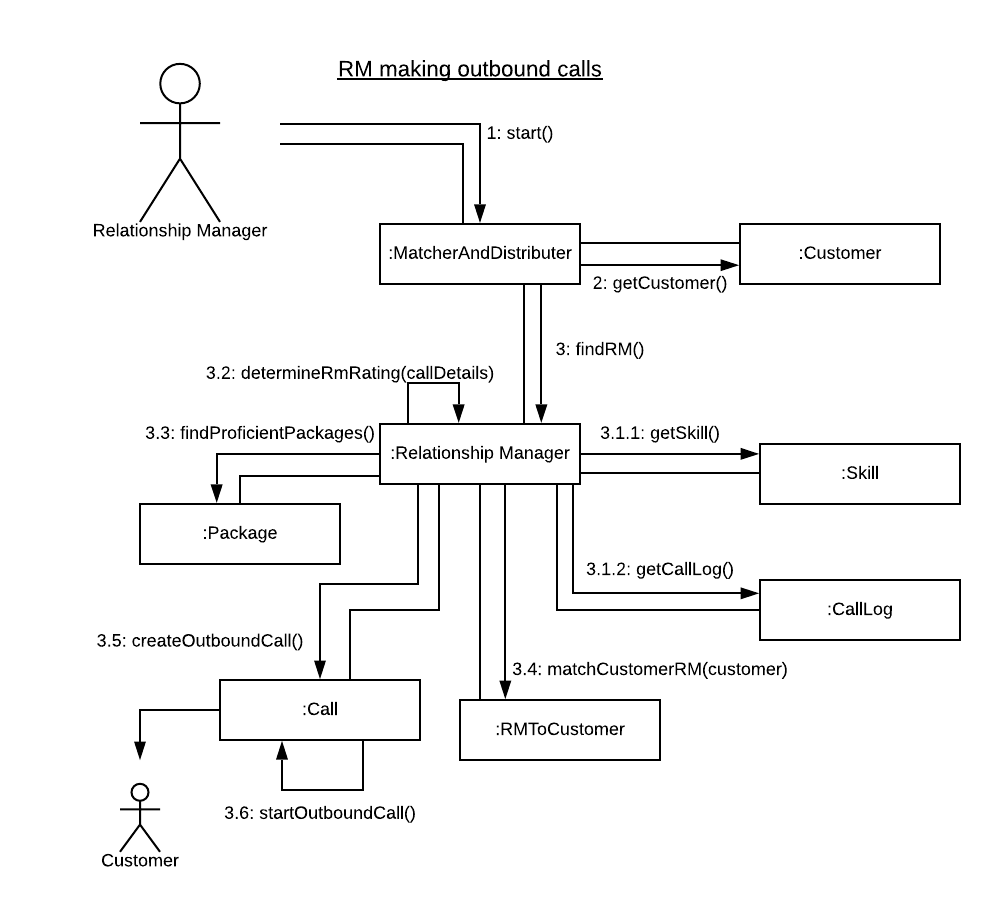 RM making outbound calls
1: start()
Relationship Manager
:MatcherAndDistributer
:Customer
2: getCustomer()
3: findRM()
3.2: determineRmRating(callDetails)
3.3: findProficientPackages()
3.1.1: getSkill()
:Relationship Manager
:Skill
:Package
3.1.2: getCallLog()
:CallLog
3.5: createOutboundCall()
3.4: matchCustomerRM(customer)
:Call
:RMToCustomer
3.6: startOutboundCall()
Customer